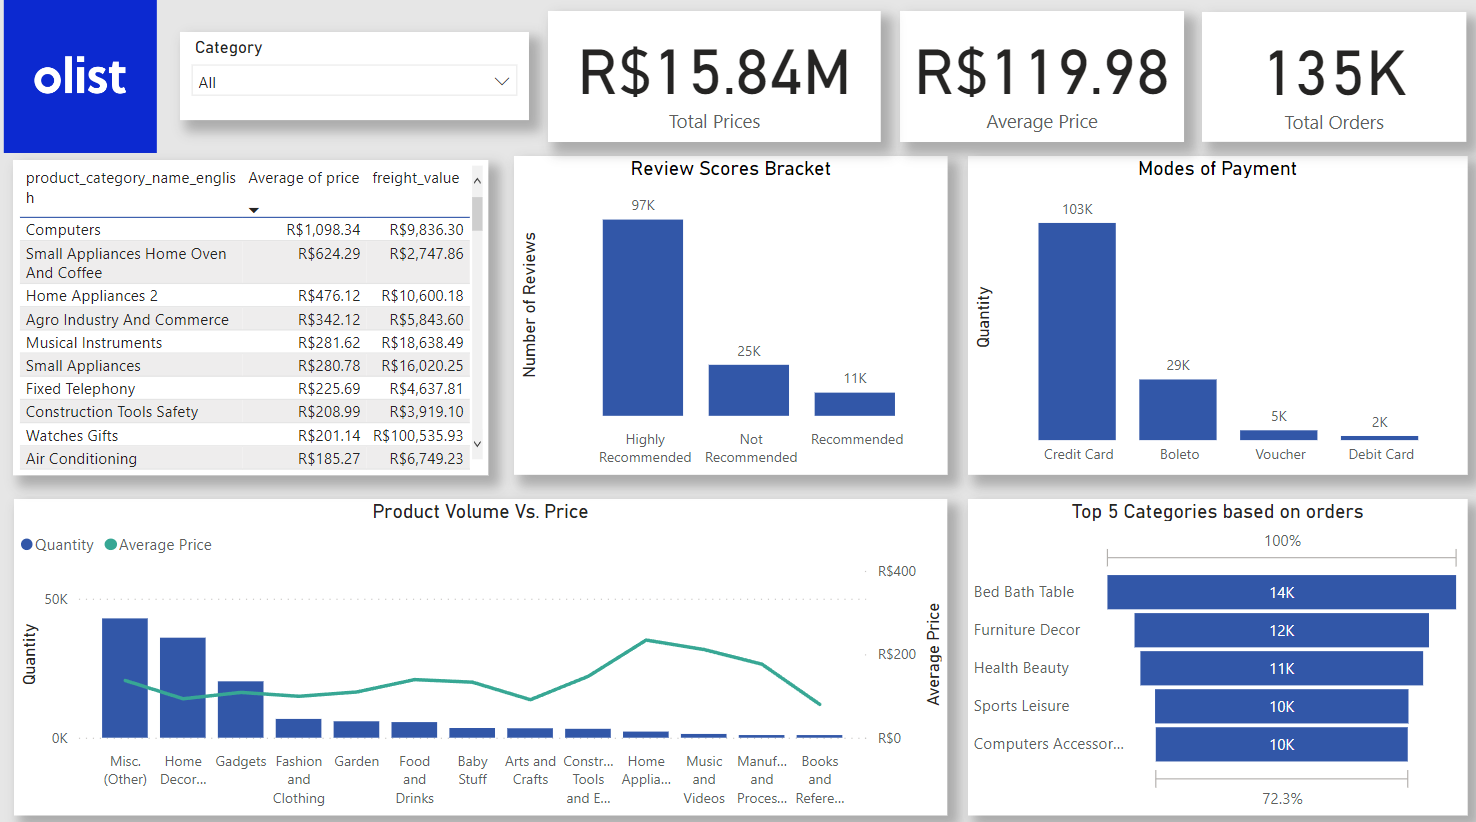 olist
Category
All
R$15.84M
Total Prices
R$119.98
Average Price
135K
Total Orders
product_category_name_englis
h
Average of price
freight_value
Computers R$1,098.34 R$9,836.30
Small Appliances Home Oven
And Coffee
R$624.29 R$2,747.86
Home Appliances 2 R$476.12 R$10,600.18
Agro Industry And Commerce R$342.12 R$5,843.60
Musical Instruments R$281.62 R$18,638.49
Small Appliances R$280.78 R$16,020.25
Fixed Telephony R$225.69 R$4,637.81
Construction Tools Safety R$208.99 R$3,919.10
Watches Gifts R$201.14 R$100,535.93
Air Conditioning R$185.27 R$6,749.23
Review Scores Bracket
Number of Reviews
97K
25K
11K
Highly
Recommended
Not
Recommended
Recommended
Modes of Payment
Quantity
103K
29K
5K
2K
Credit Card
Boleto
Voucher
Debit Card
Product Volume Vs. Price
Quantity Average Price
Quantity
50K
0K
R$400
R$200
R$0
Average Price
Misc.
(Other)
Home
Decor...
Gadgets
Fashion
and
Clothing
Garden
Food
and
Drinks
Baby
Stuff
Arts and
Crafts
Constr...
Tools
and E...
Home
Applia...
Music
and
Videos
Manuf...
and
Proces...
Books
and
Refere...
Top 5 Categories based on orders
100%
Bed Bath Table 14K
Furniture Decor 12K
Health Beauty 11K
Sports Leisure 10K
Computers Accessor... 10K
72.3%